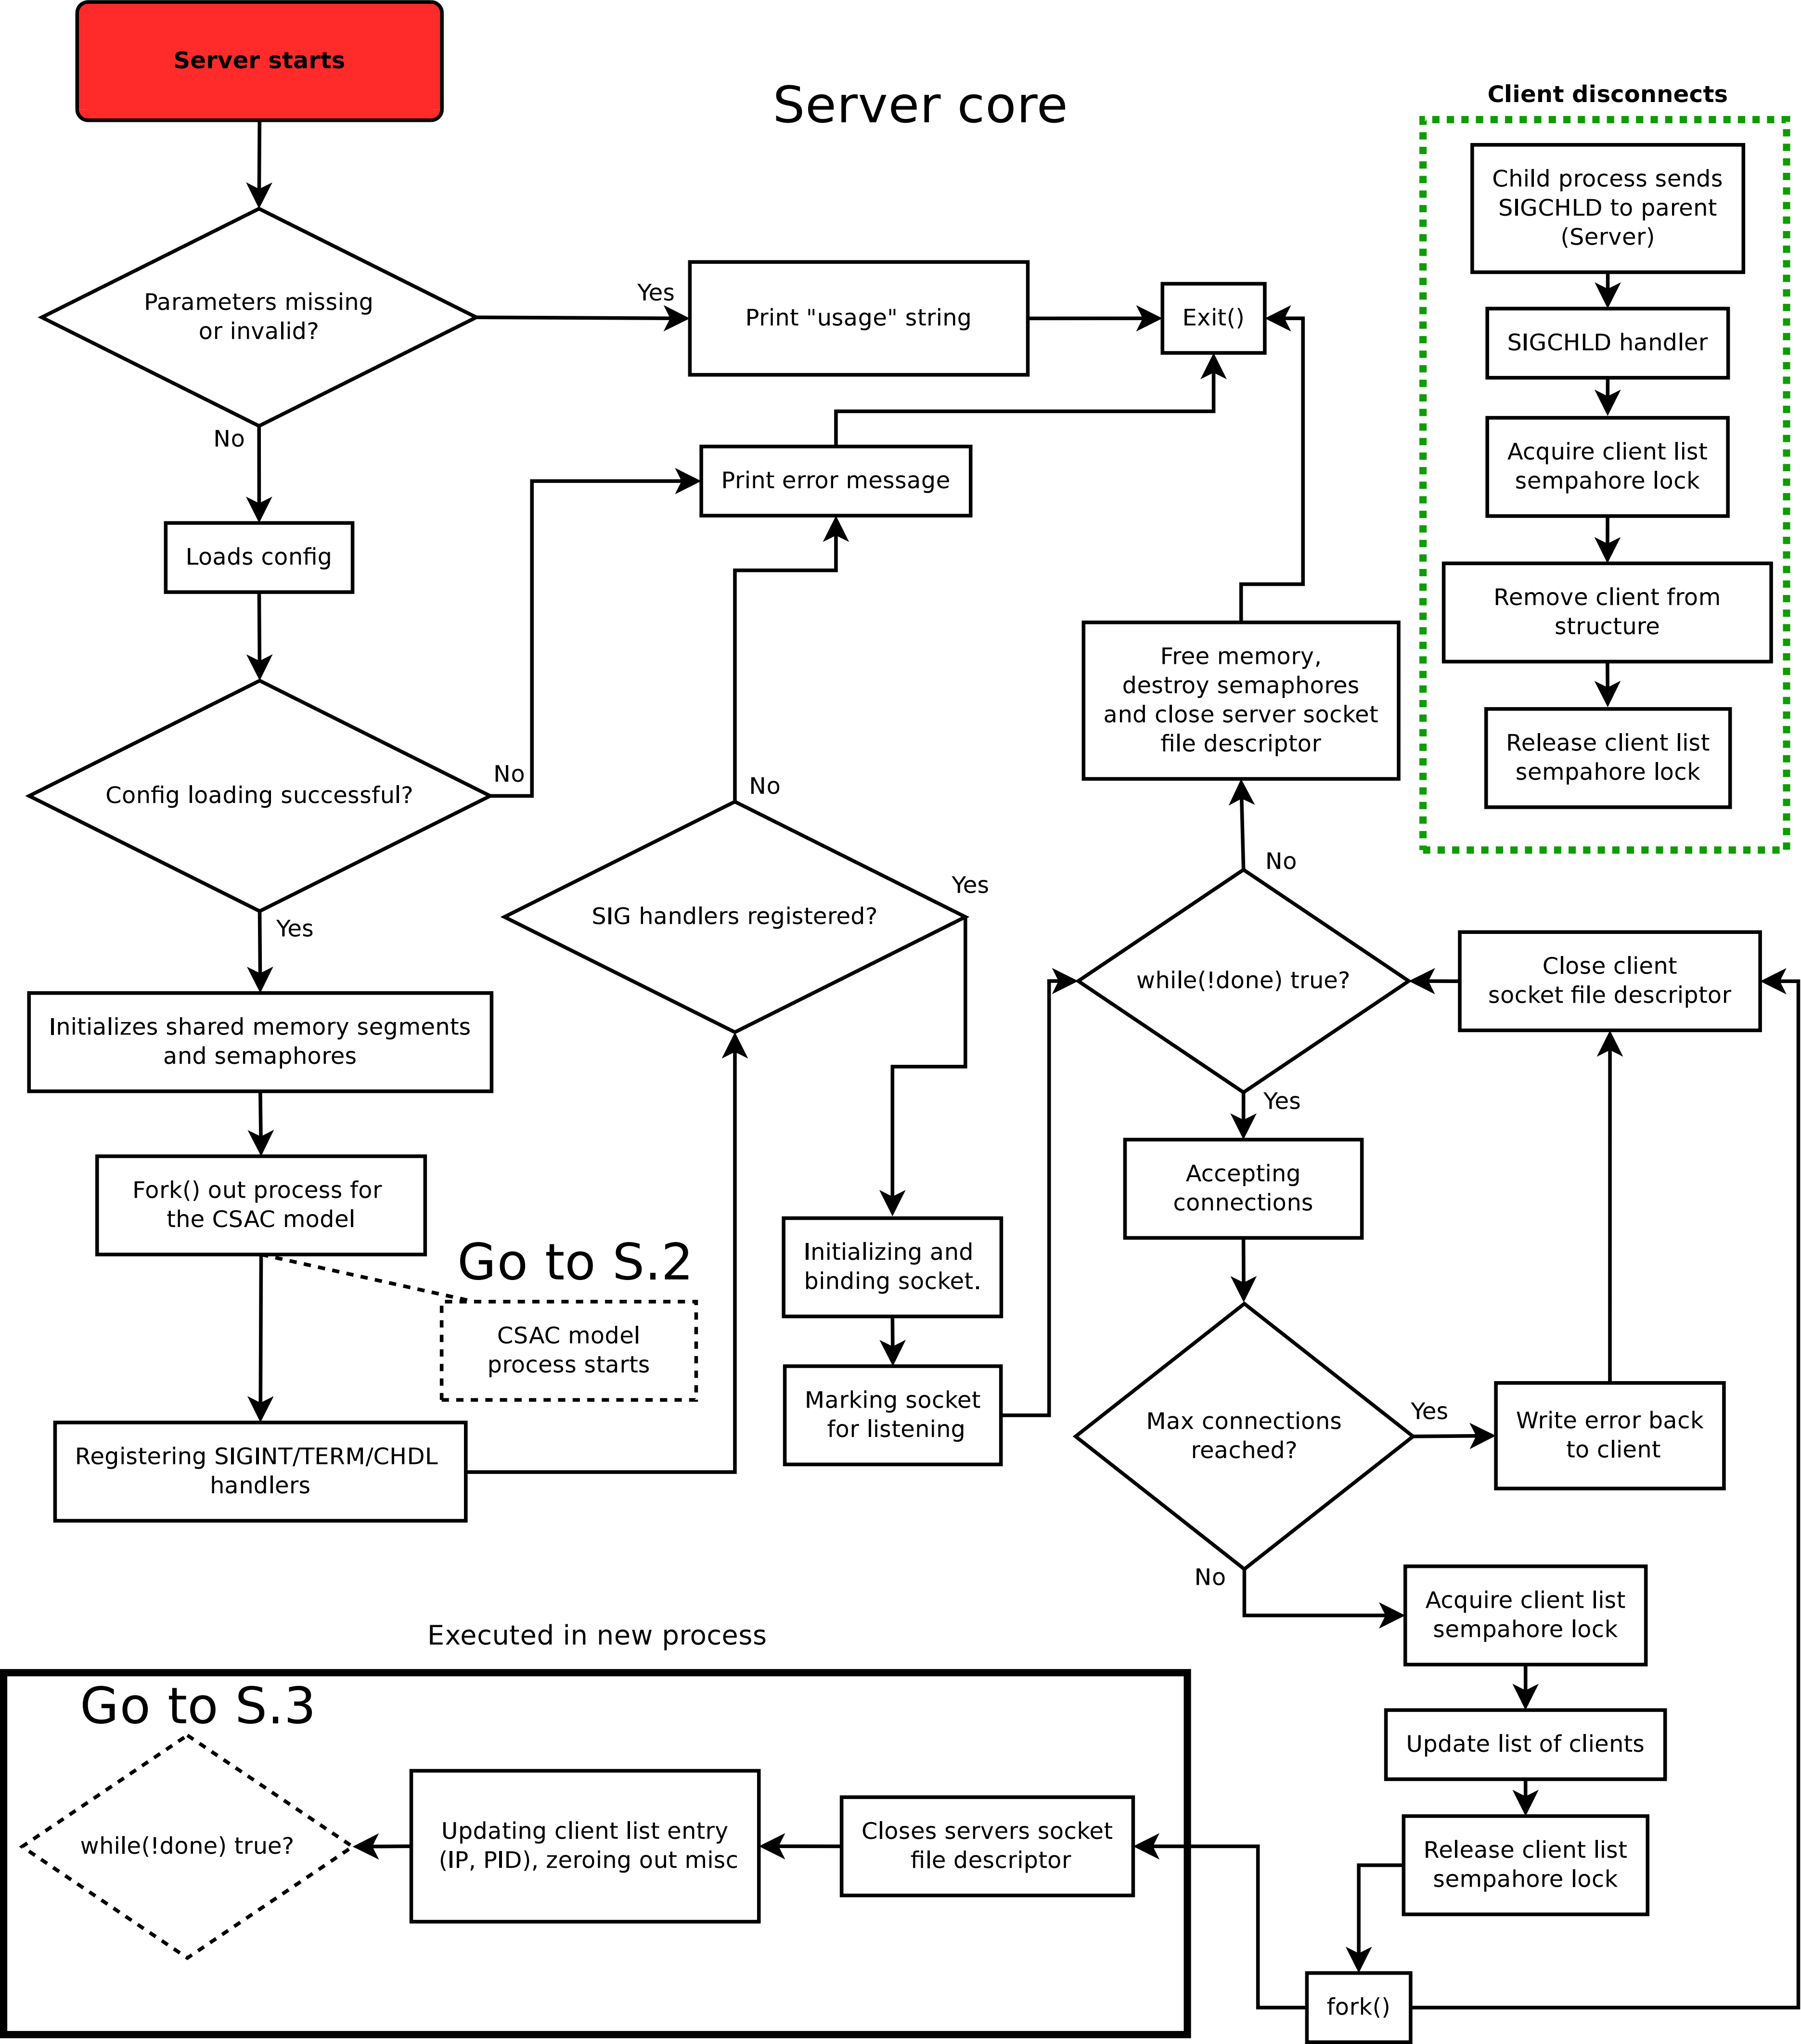 Server starts
Server core
Client disconnects
Child process sends
SIGCHLD to parent
(Server)
SIGCHLD handler
Acquire client list
sempahore lock
Remove client from
structure
Release client list
sempahore lock
Parameters missing
or invalid?
Yes
Print "usage" string
Exit()
No
Loads config
Print error message
Config loading successful?
No
Yes
Initializes shared memory segments
and semaphores
Fork() out process for
the CSAC model
Go to S.2
CSAC model
process starts
Registering SIGINT/TERM/CHDL
handlers
No
SIG handlers registered?
Yes
Initializing and
binding socket.
Marking socket
for listening
Free memory,
destroy semaphores
and close server socket
file descriptor
No
while(!done) true?
Close client
socket file descriptor
Yes
Accepting
connections
Max connections
reached?
Yes
Write error back
to client
No
Acquire client list
sempahore lock
Update list of clients
Release client list
sempahore lock
fork()
Executed in new process
Go to S.3
while(!done) true?
Updating client list entry
(IP, PID), zeroing out misc
Closes servers socket
file descriptor